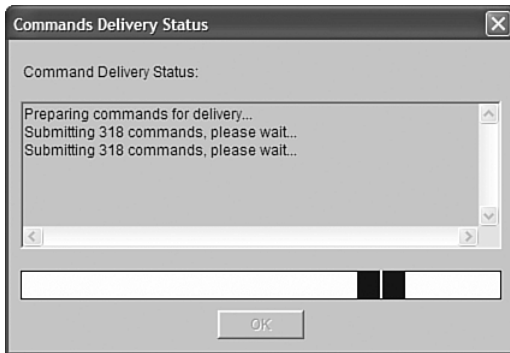 Commands Delivery Status
Command Delivery Status:
Preparing commands for delivery...
Submitting 318 commands, please wait...
Submitting 318 commands, please wait...
OK